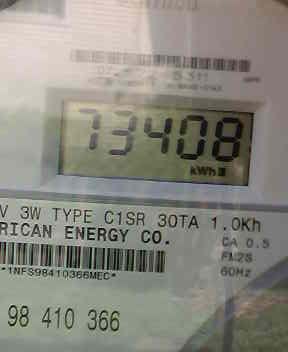 73408
kWh
V 3W TYPE C1SR 30TA 1.0Kh
RICAN ENERGY CO.
CA 0.5
FM2S
60Hz
*1NFS98410366MEC*
98 410 366